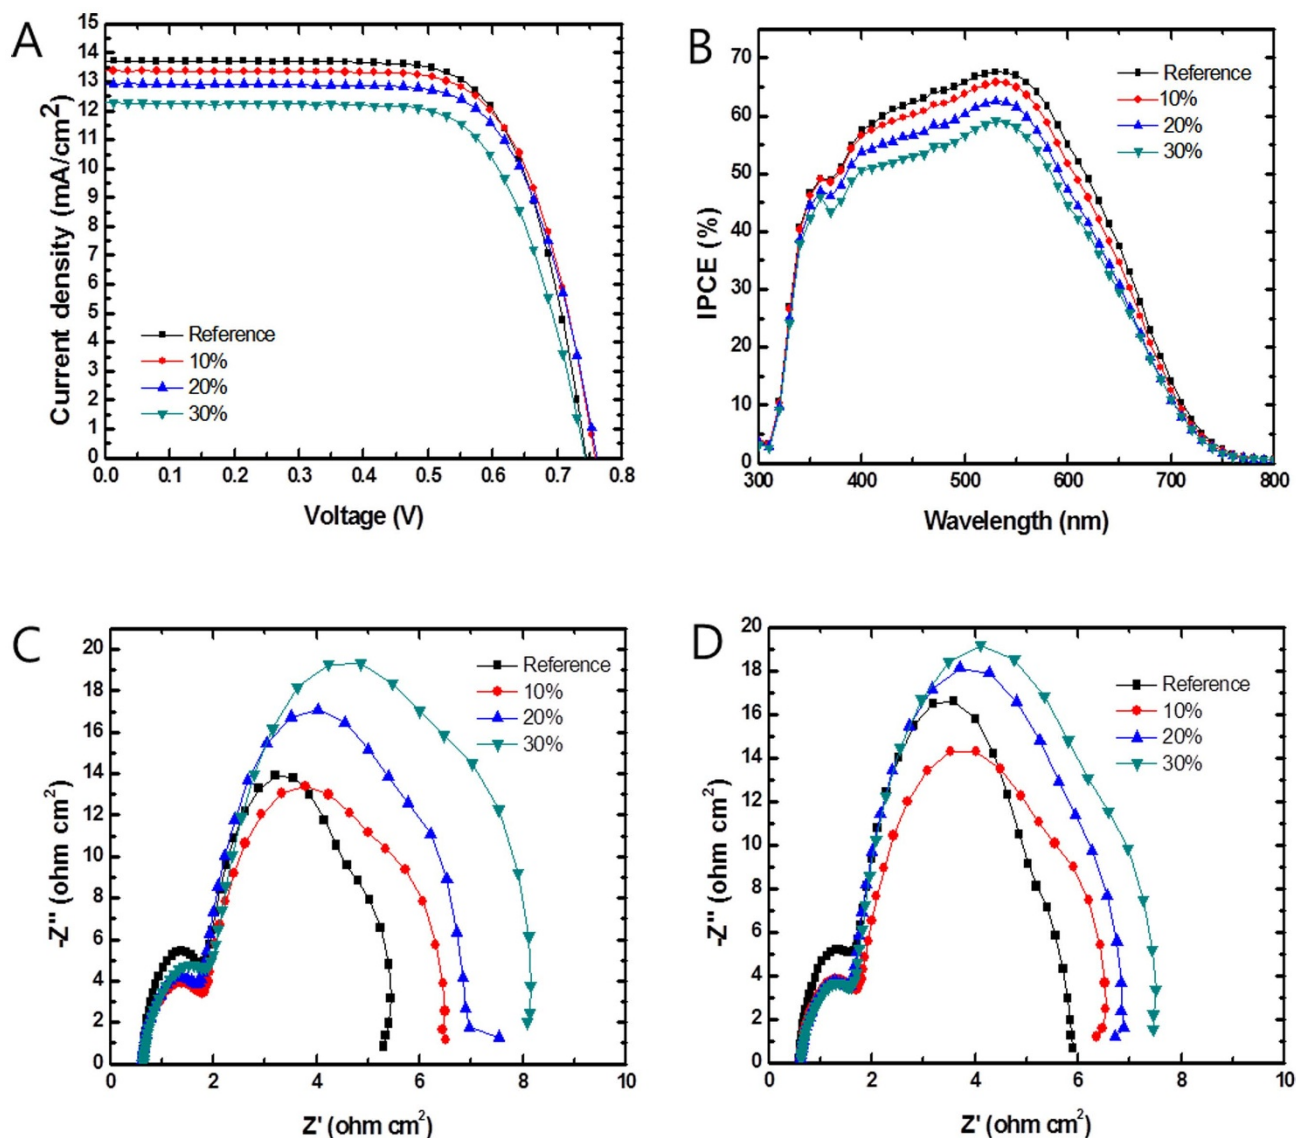 A
15
14
13
12
11
10
9
8
7
6
5
4
3
2
1
0
Current density (mA/cm2)
Reference
10%
20%
30%
0.0 0.1 0.2 0.3 0.4 0.5 0.6 0.7 0.8
Voltage (V)
B
70
60
50
40
30
20
10
0
IPCE (%)
Reference
10%
20%
30%
300 400 500 600 700 800
Wavelength (nm)
C
20
18
16
14
12
10
8
6
4
2
0
-Z" (ohm cm²)
Reference
10%
20%
30%
0 2 4 6 8 10
Z' (ohm cm²)
D
20
18
16
14
12
10
8
6
4
2
0
-Z" (ohm cm²)
Reference
10%
20%
30%
0 2 4 6 8 10
Z' (ohm cm²)